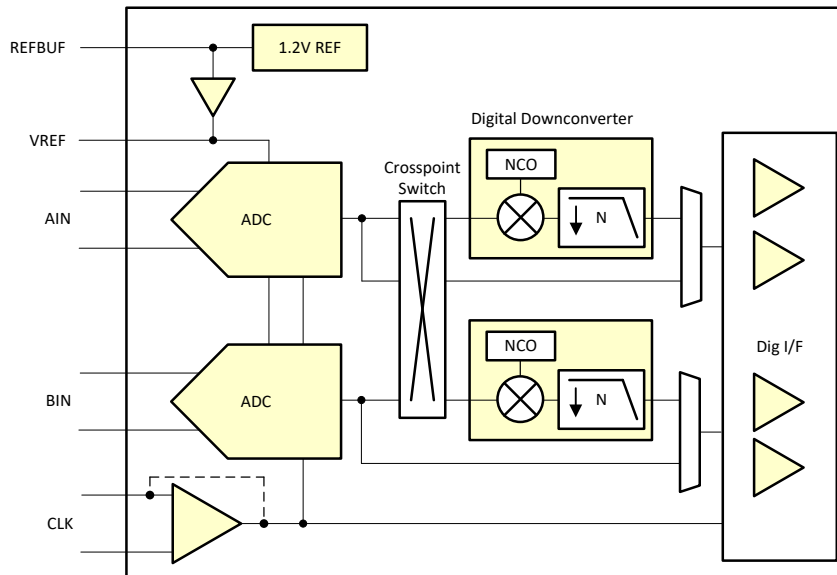 REFBUF
1.2V REF
VREF
Digital Downconverter
Crosspoint
Switch
NCO
AIN
ADC
N
NCO
Dig I/F
BIN
ADC
N
CLK